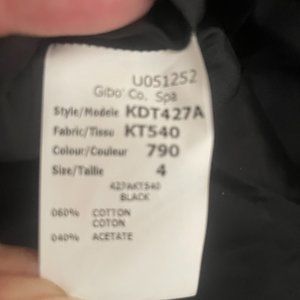 U051252
Gibo' Co. Spa
Style/Modele KDT427A
Fabric/Tissu KT540
Colour/Couleur 790
Size/Taille 4
427AKT540
BLACK
060% COTTON
COTON
040% ACETATE